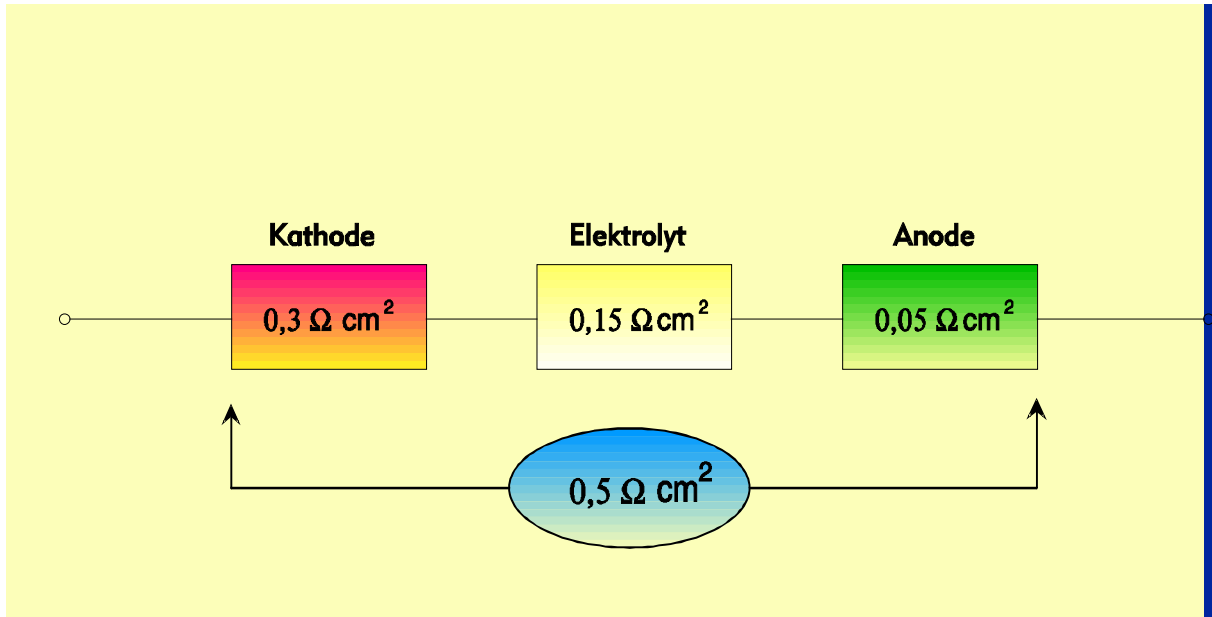 Kathode Elektrolyt Anode
0,3 Ω cm² 0,15 Ω cm² 0,05 Ω cm²
0,5 Ω cm²